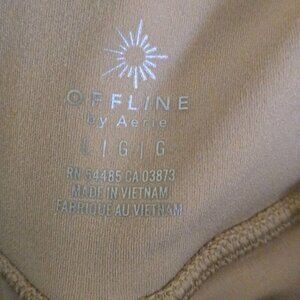 OFFLINE
by Aerie
L | G | G
RN 54485 CA 03873
MADE IN VIETNAM
FABRIQUÉ AU VIETNAM